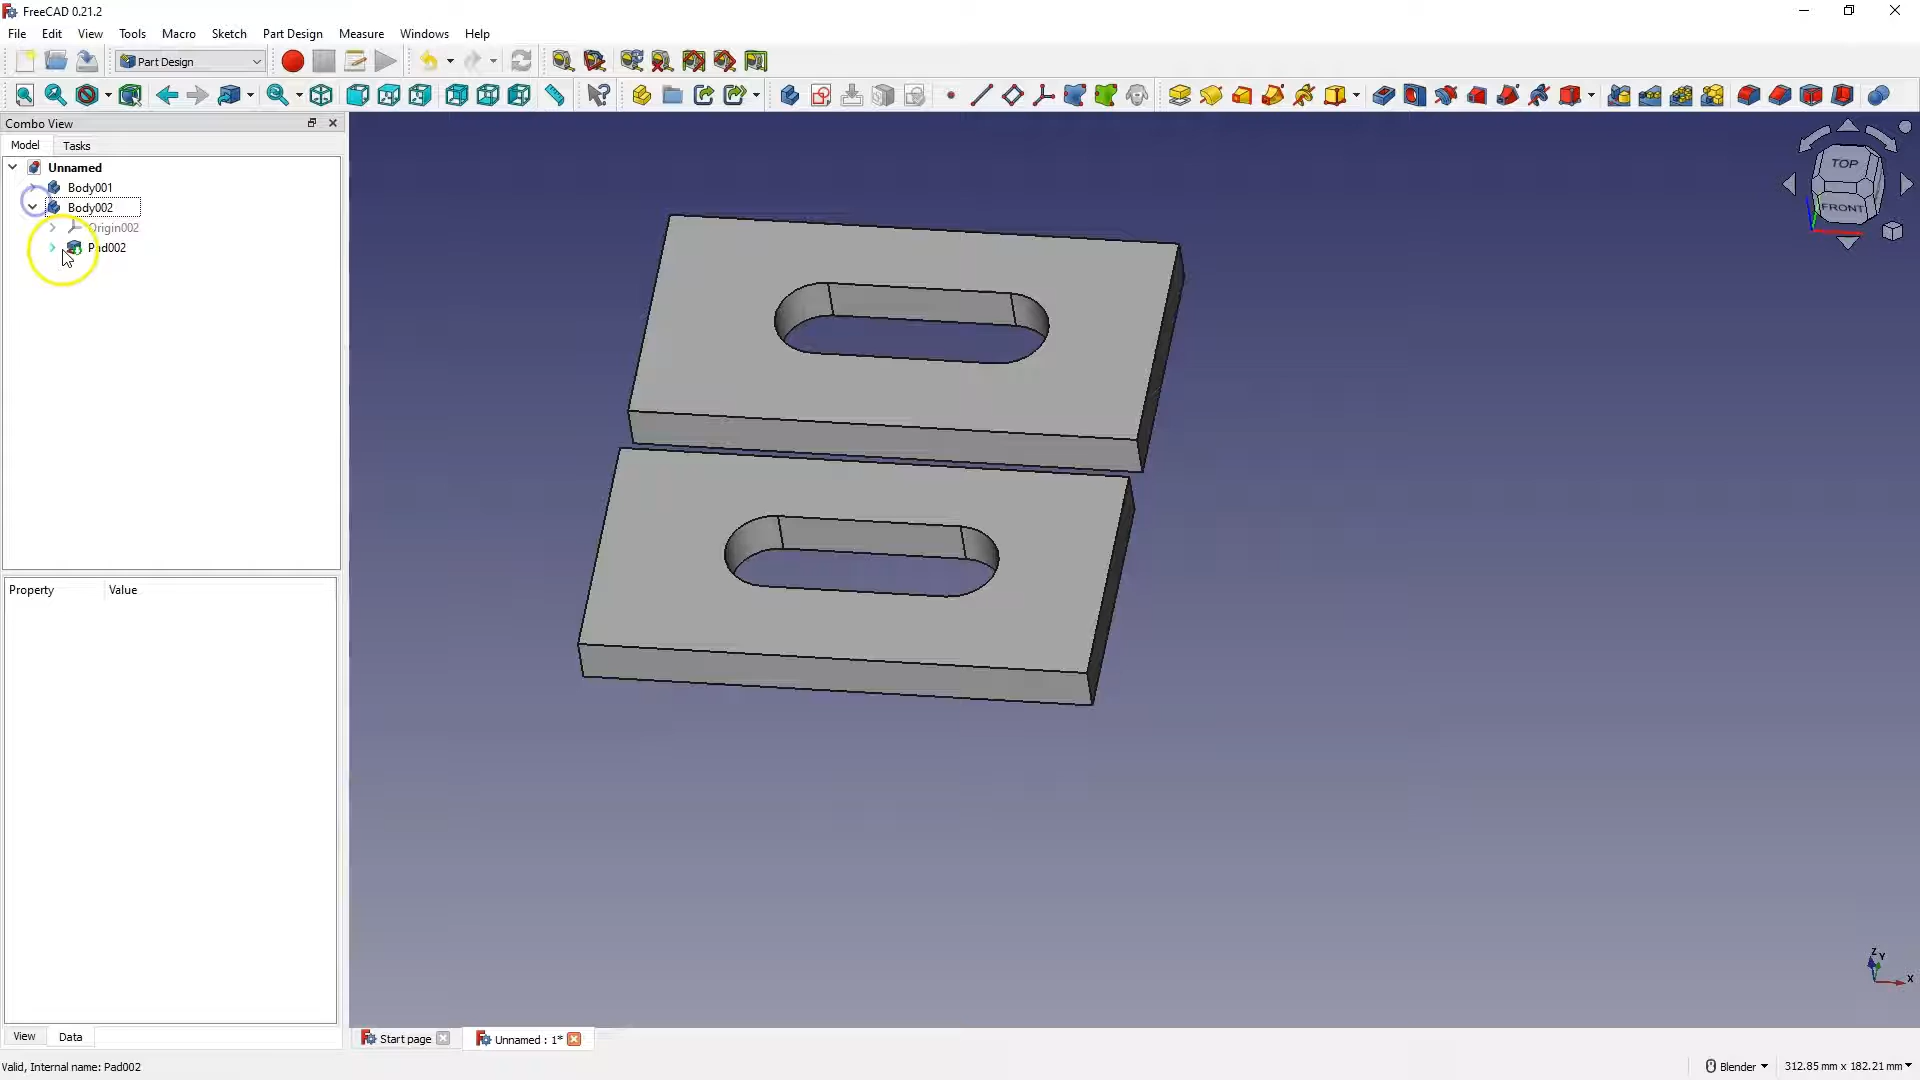 FreeCAD 0.21.2
File Edit View Tools Macro Sketch Part Design Measure Windows Help
Part Design
Combo View
Model Tasks
Unnamed
Body001
Body002
Origin002
Pad002
TOP
FRONT
Property Value
Z
Y
X
View Data
Start page Unnamed : 1*
Valid, Internal name: Pad002
Blender 312.85 mm x 182.21 mm